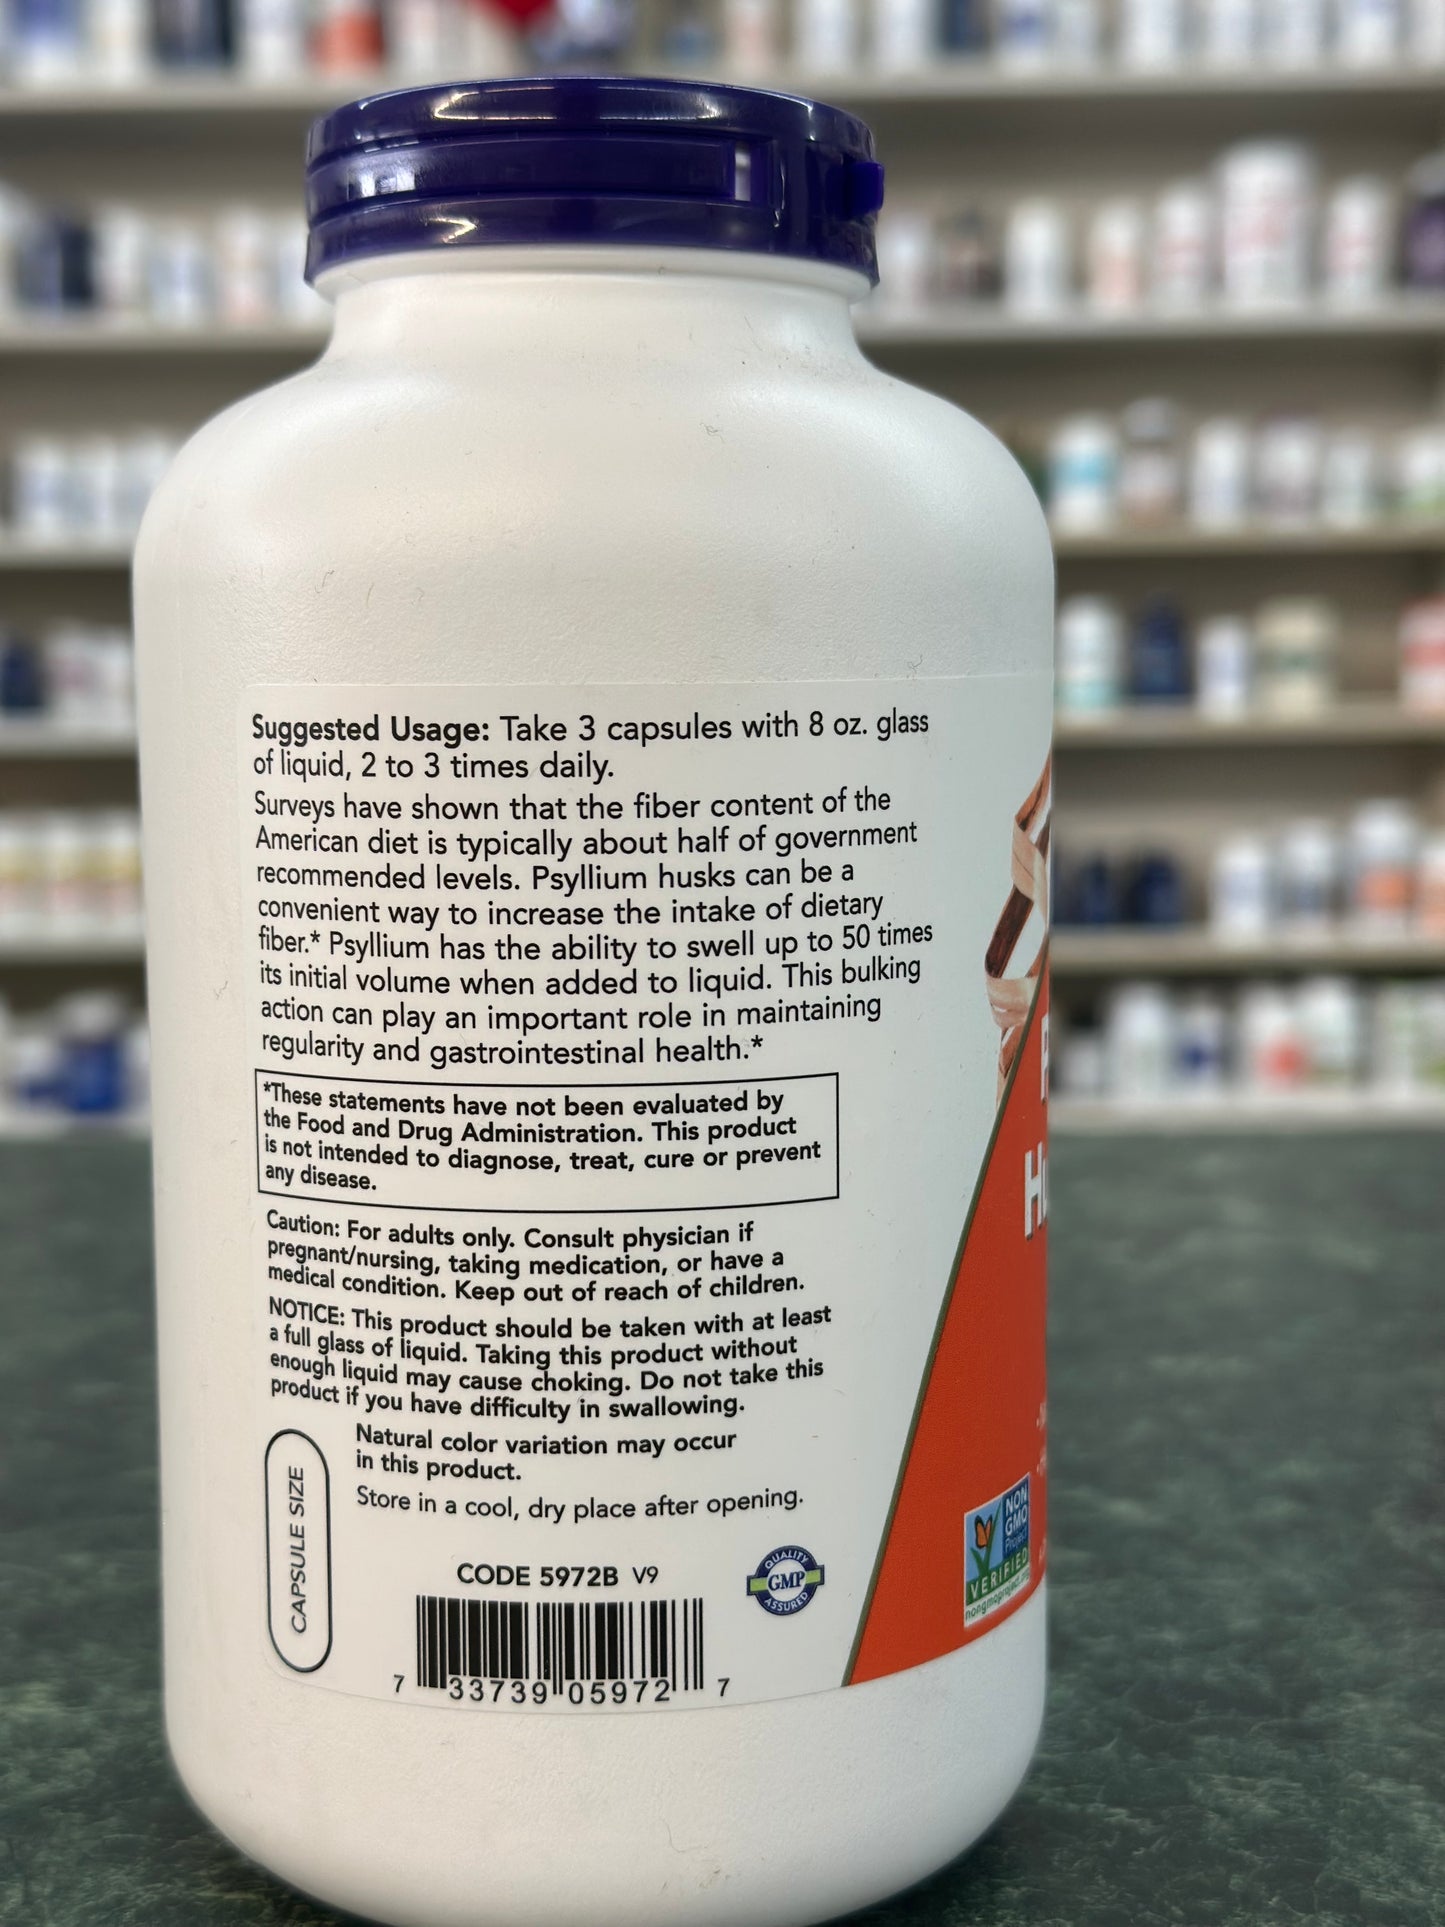 Suggested Usage: Take 3 capsules with 8 oz. glass
of liquid, 2 to 3 times daily.
Surveys have shown that the fiber content of the
American diet is typically about half of government
recommended levels. Psyllium husks can be a
convenient way to increase the intake of dietary
fiber.* Psyllium has the ability to swell up to 50 times
its initial volume when added to liquid. This bulking
action can play an important role in maintaining
regularity and gastrointestinal health.*
*These statements have not been evaluated by
the Food and Drug Administration. This product
is not intended to diagnose, treat, cure or prevent
any disease.
Caution: For adults only. Consult physician if
pregnant/nursing, taking medication, or have a
medical condition. Keep out of reach of children.
NOTICE: This product should be taken with at least
a full glass of liquid. Taking this product without
enough liquid may cause choking. Do not take this
product if you have difficulty in swallowing.
Natural color variation may occur
in this product.
Store in a cool, dry place after opening.
CAPSULE SIZE
CODE 5972B V9
7 33739 05972 7
QUALITY
GMP
ASSURED
NON
GMO
Project
VERIFIED
nongmoproject.org